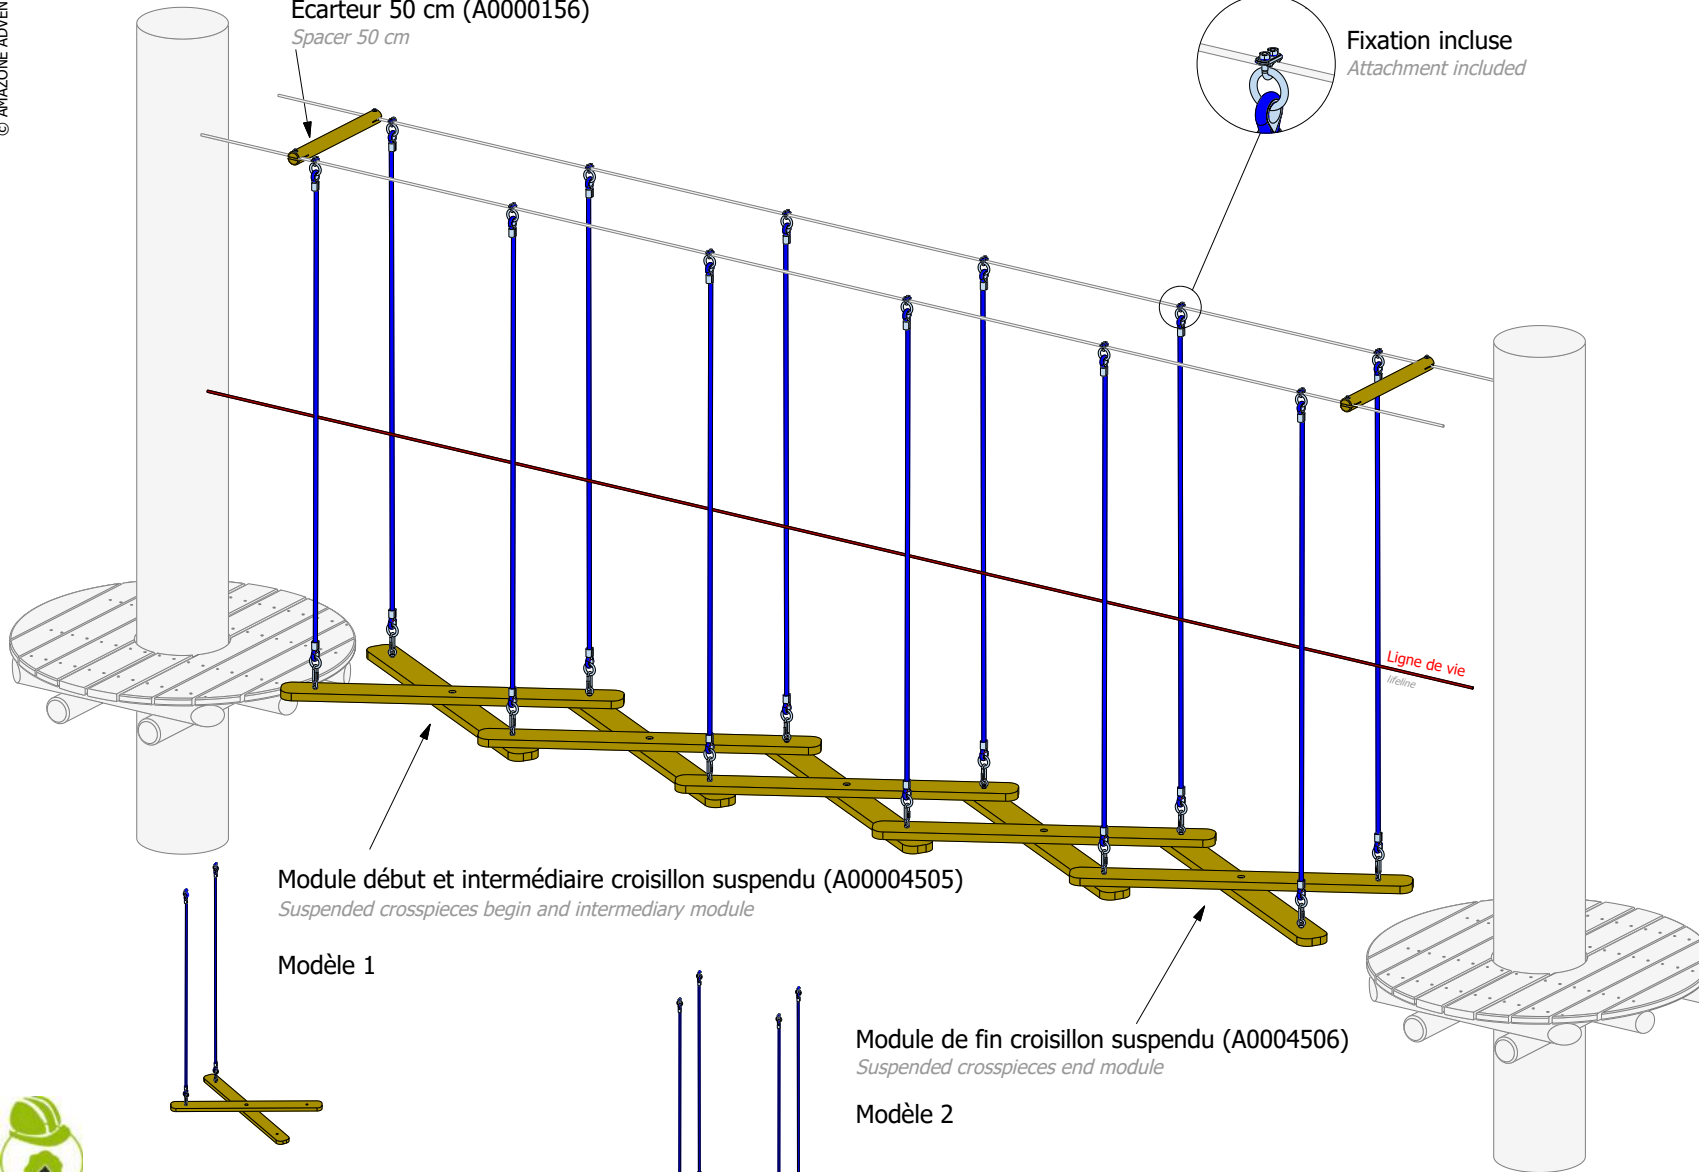 Ecarteur 50 cm (A0000156)
Spacer 50 cm
Fixation incluse
Attachment included
© AMAZONE ADVEN
Ligne de vie
lifeline
Module début et intermédiaire croisillon suspendu (A00004505)
Suspended crosspieces begin and intermediary module
Modèle 1
Module de fin croisillon suspendu (A0004506)
Suspended crosspieces end module
Modèle 2